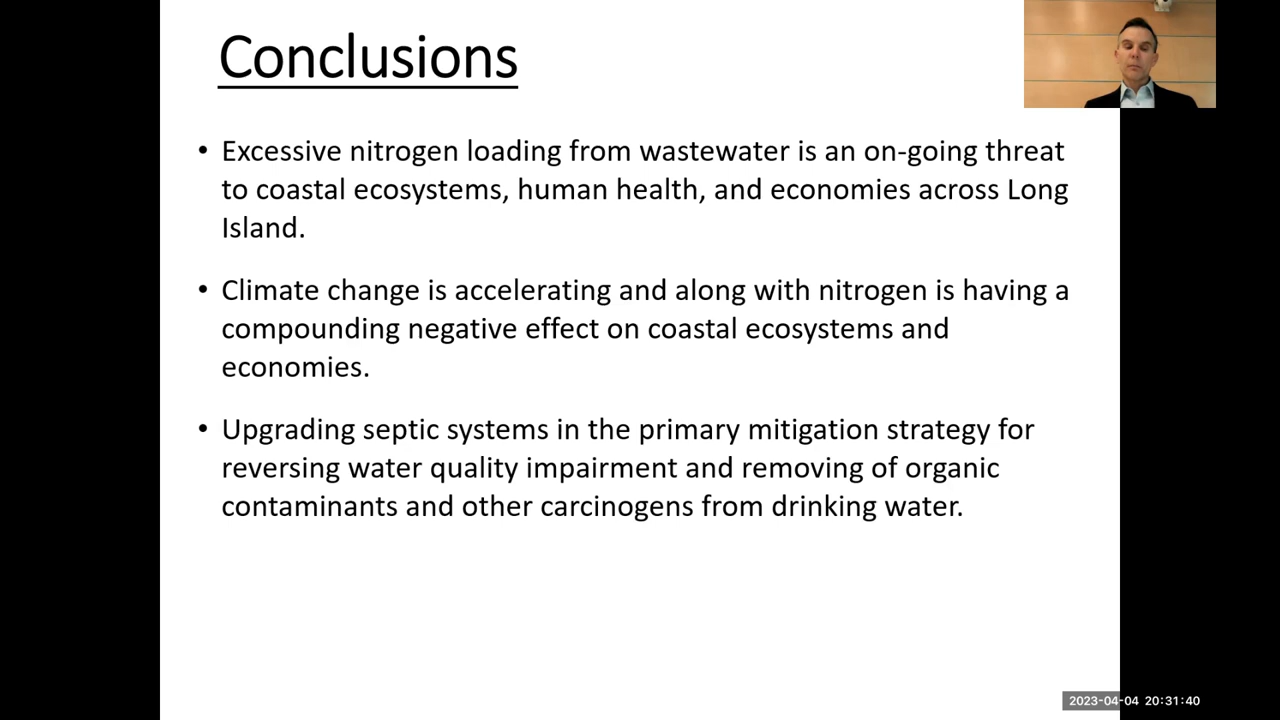 Conclusions
• Excessive nitrogen loading from wastewater is an on-going threat
to coastal ecosystems, human health, and economies across Long
Island.
• Climate change is accelerating and along with nitrogen is having a
compounding negative effect on coastal ecosystems and
economies.
• Upgrading septic systems in the primary mitigation strategy for
reversing water quality impairment and removing of organic
contaminants and other carcinogens from drinking water.
2023-04-04 20:31:40